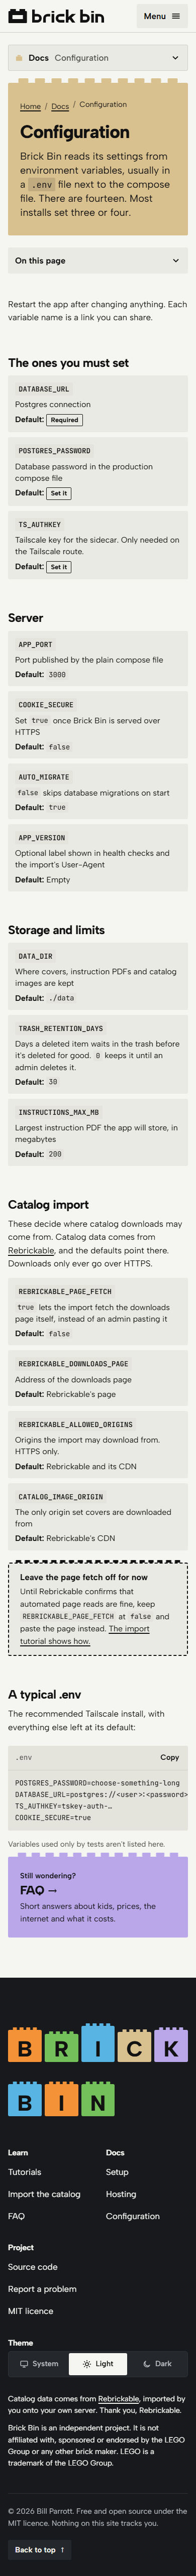 brick bin
Menu
Docs Configuration
Home / Docs / Configuration
Configuration
Brick Bin reads its settings from
environment variables, usually in
a .env file next to the compose
file. There are fourteen. Most
installs set three or four.
On this page
Restart the app after changing anything. Each
variable name is a link you can share.
The ones you must set
DATABASE_URL
Postgres connection
Default: Required
POSTGRES_PASSWORD
Database password in the production
compose file
Default: Set it
TS_AUTHKEY
Tailscale key for the sidecar. Only needed on
the Tailscale route.
Default: Set it
Server
APP_PORT
Port published by the plain compose file
Default: 3000
COOKIE_SECURE
Set true once Brick Bin is served over
HTTPS
Default: false
AUTO_MIGRATE
false skips database migrations on start
Default: true
APP_VERSION
Optional label shown in health checks and
the import's User-Agent
Default: Empty
Storage and limits
DATA_DIR
Where covers, instruction PDFs and catalog
images are kept
Default: ./data
TRASH_RETENTION_DAYS
Days a deleted item waits in the trash before
it's deleted for good. 0 keeps it until an
admin deletes it.
Default: 30
INSTRUCTIONS_MAX_MB
Largest instruction PDF the app will store, in
megabytes
Default: 200
Catalog import
These decide where catalog downloads may
come from. Catalog data comes from
Rebrickable, and the defaults point there.
Downloads only ever go over HTTPS.
REBRICKABLE_PAGE_FETCH
true lets the import fetch the downloads
page itself, instead of an admin pasting it
Default: false
REBRICKABLE_DOWNLOADS_PAGE
Address of the downloads page
Default: Rebrickable's page
REBRICKABLE_ALLOWED_ORIGINS
Origins the import may download from.
HTTPS only.
Default: Rebrickable and its CDN
CATALOG_IMAGE_ORIGIN
The only origin set covers are downloaded
from
Default: Rebrickable's CDN
Leave the page fetch off for now
Until Rebrickable confirms that
automated page reads are fine, keep
REBRICKABLE_PAGE_FETCH at false and
paste the page instead. The import
tutorial shows how.
A typical .env
The recommended Tailscale install, with
everything else left at its default:
.env Copy
POSTGRES_PASSWORD=choose-something-long
DATABASE_URL=postgres://<user>:<password>
TS_AUTHKEY=tskey-auth-…
COOKIE_SECURE=true
Variables used only by tests aren't listed here.
Still wondering?
FAQ →
Short answers about kids, prices, the
internet and what it costs.
BRICK
BIN
Learn
Tutorials
Import the catalog
FAQ
Docs
Setup
Hosting
Configuration
Project
Source code
Report a problem
MIT licence
Theme
System Light Dark
Catalog data comes from Rebrickable, imported by
you onto your own server. Thank you, Rebrickable.
Brick Bin is an independent project. It is not
affiliated with, sponsored or endorsed by the LEGO
Group or any other brick maker. LEGO is a
trademark of the LEGO Group.
© 2026 Bill Parrott. Free and open source under the
MIT licence. Nothing on this site tracks you.
Back to top ↑